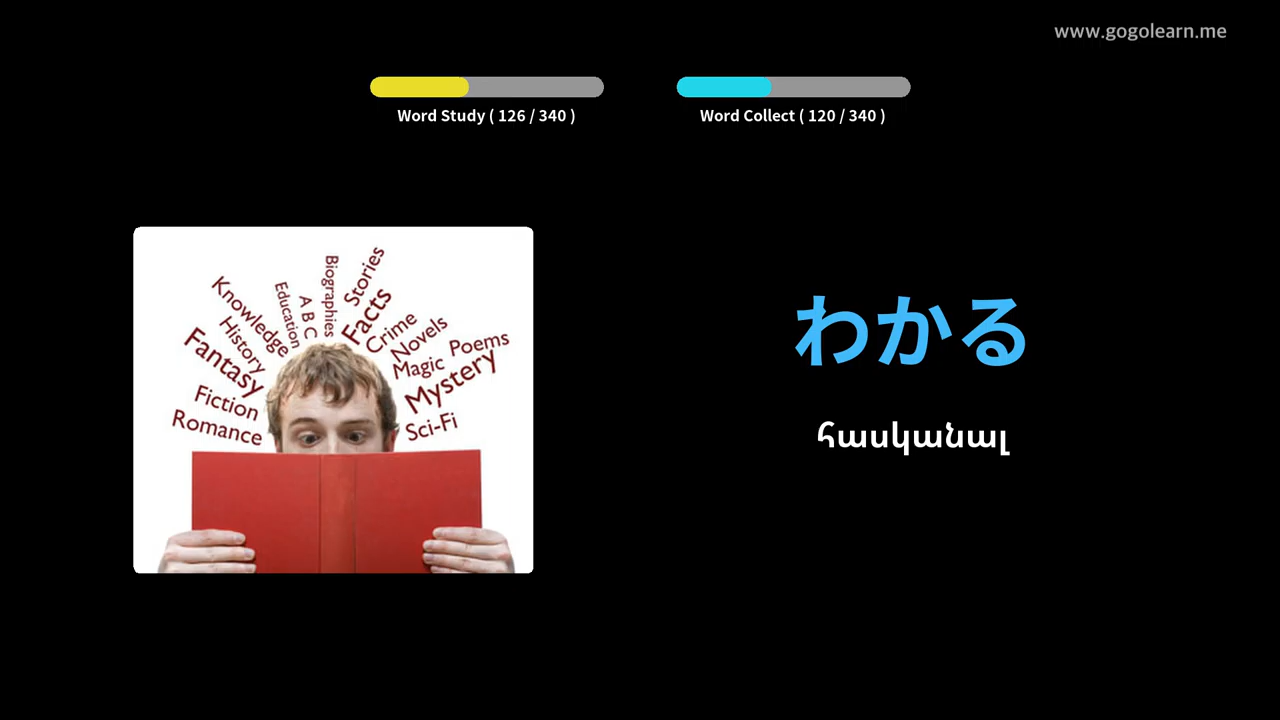 www.gogolearn.me
Word Study ( 126 / 340 )
Word Collect ( 120 / 340 )
Biographies
Stories
Education
A B C
Facts
Knowledge
Crime
History
Novels
Poems
Fantasy
Magic
Mystery
Fiction
Romance
Sci-Fi
わかる
հասկանալ